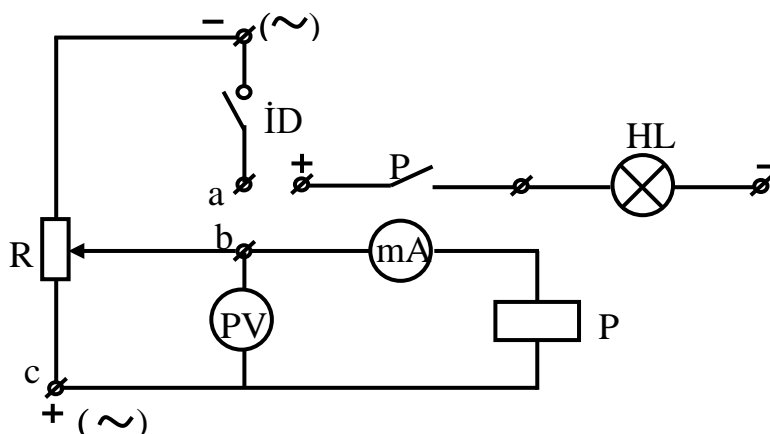 − (∼)
İD
HL
a + P −
R b mA
PV P
c
+ (∼)